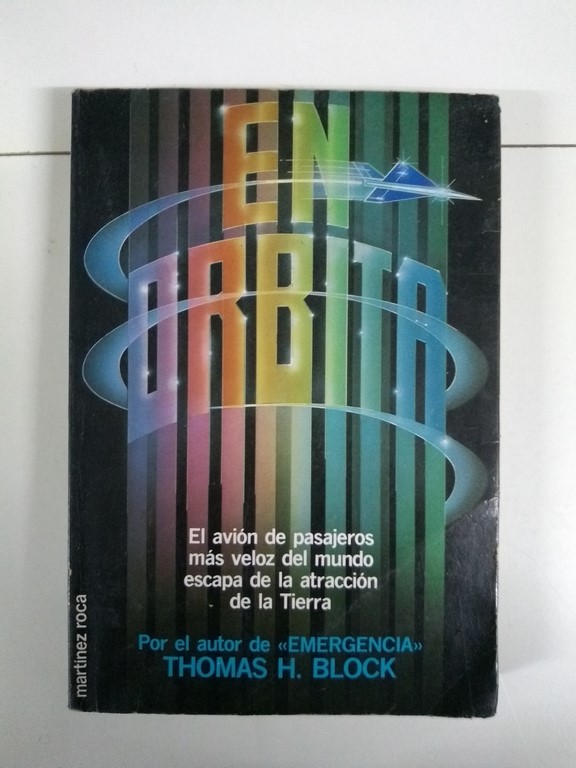 EN
ORBITA
El avión de pasajeros
más veloz del mundo
escapa de la atracción
de la Tierra
Por el autor de «EMERGENCIA»
THOMAS H. BLOCK
martínez roca